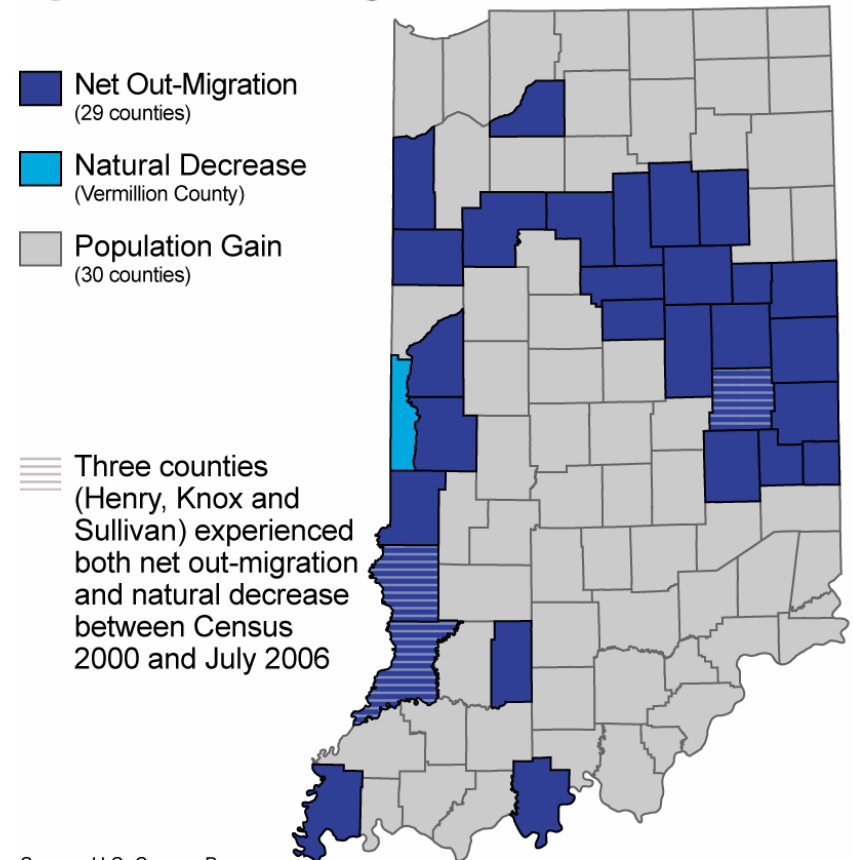 Net Out-Migration
(29 counties)
Natural Decrease
(Vermillion County)
Population Gain
(30 counties)
Three counties
(Henry, Knox and
Sullivan) experienced
both net out-migration
and natural decrease
between Census
2000 and July 2006